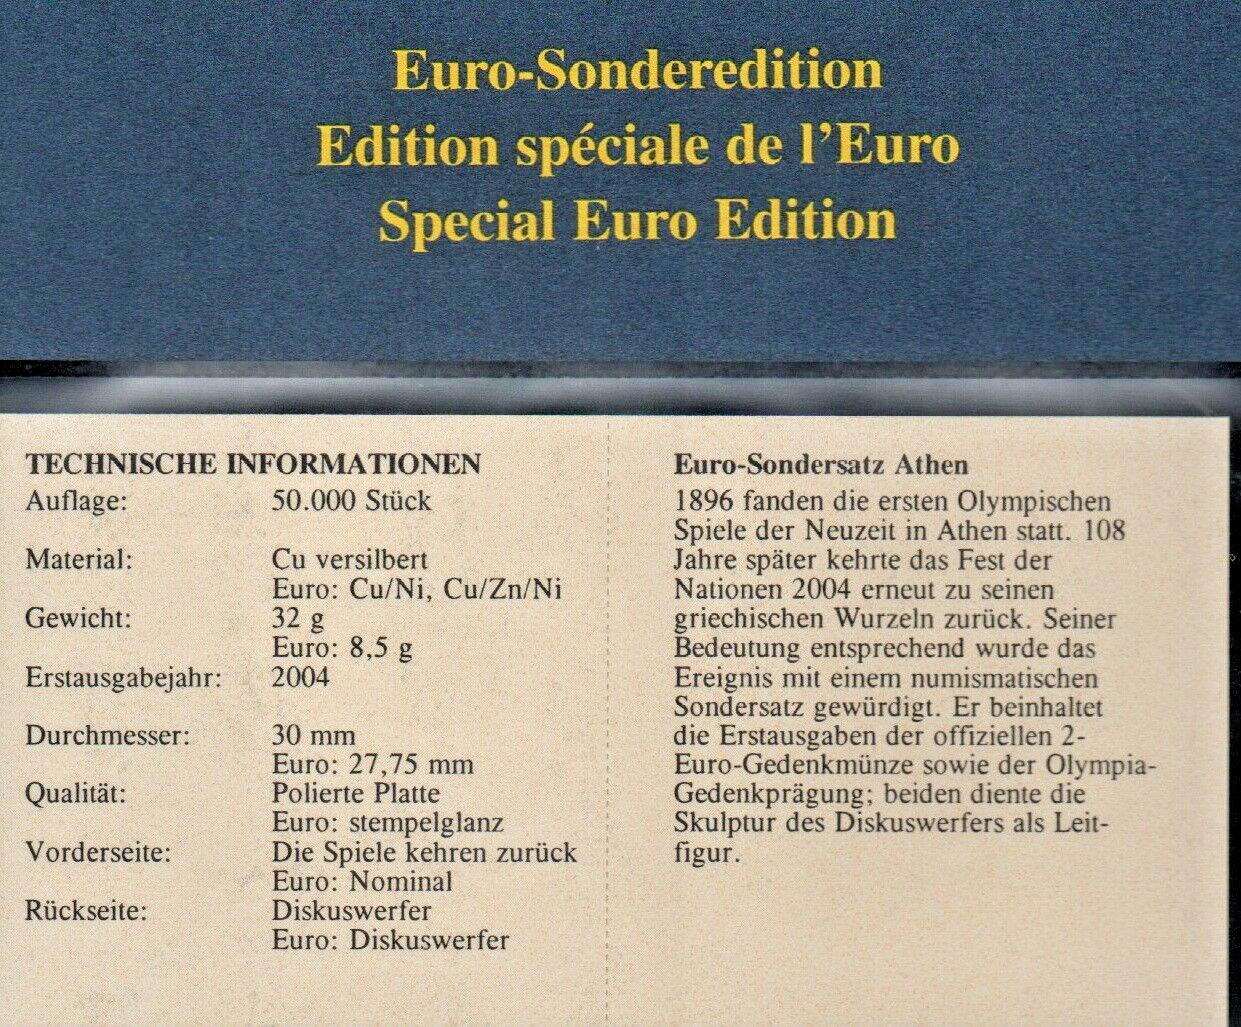 Euro-Sonderedition
Edition spéciale de l'Euro
Special Euro Edition
TECHNISCHE INFORMATIONEN
Auflage: 50.000 Stück
Material: Cu versilbert
Euro: Cu/Ni, Cu/Zn/Ni
Gewicht: 32 g
Euro: 8,5 g
Erstausgabejahr: 2004
Durchmesser: 30 mm
Euro: 27,75 mm
Qualität: Polierte Platte
Euro: stempelglanz
Vorderseite: Die Spiele kehren zurück
Euro: Nominal
Rückseite: Diskuswerfer
Euro: Diskuswerfer
Euro-Sondersatz Athen
1896 fanden die ersten Olympischen
Spiele der Neuzeit in Athen statt. 108
Jahre später kehrte das Fest der
Nationen 2004 erneut zu seinen
griechischen Wurzeln zurück. Seiner
Bedeutung entsprechend wurde das
Ereignis mit einem numismatischen
Sondersatz gewürdigt. Er beinhaltet
die Erstausgaben der offiziellen 2-
Euro-Gedenkmünze sowie der Olympia-
Gedenkprägung; beiden diente die
Skulptur des Diskuswerfers als Leit-
figur.